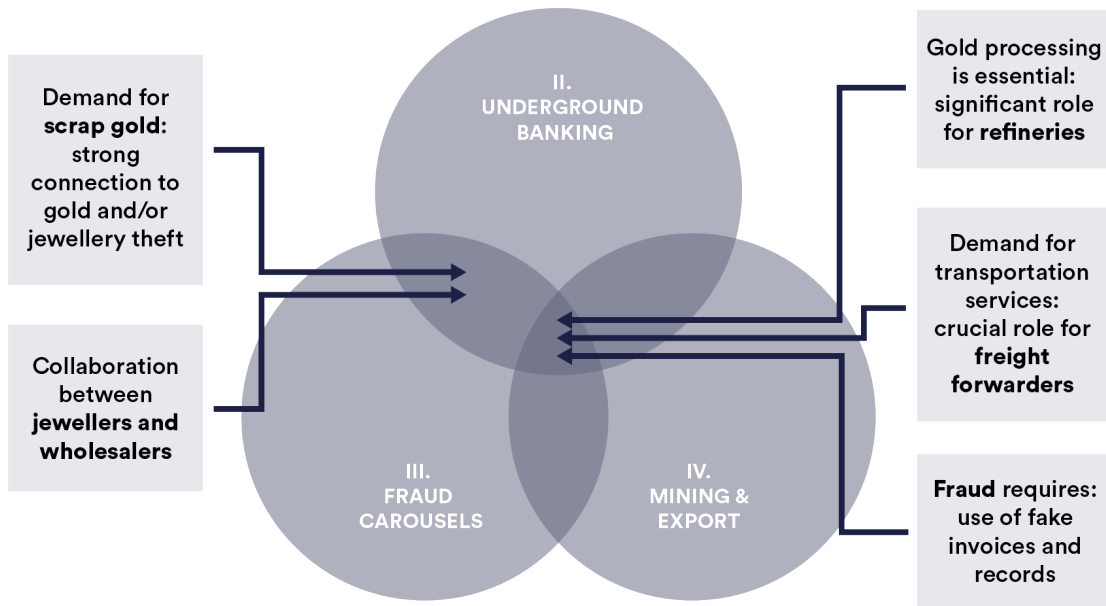 Demand for
scrap gold:
strong
connection to
gold and/or
jewellery theft
Collaboration
between
jewellers and
wholesalers
II.
UNDERGROUND
BANKING
III.
FRAUD
CAROUSELS
IV.
MINING &
EXPORT
Gold processing
is essential:
significant role
for refineries
Demand for
transportation
services:
crucial role for
freight
forwarders
Fraud requires:
use of fake
invoices and
records